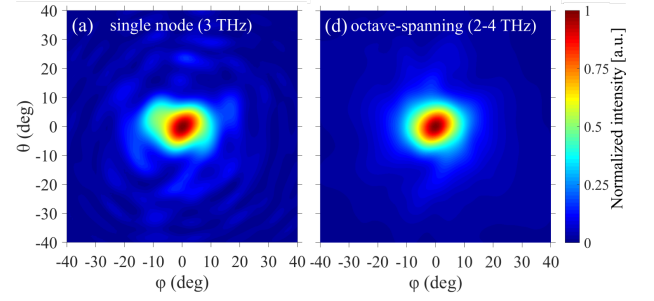 (a) single mode (3 THz)
(d) octave-spanning (2-4 THz)
40
30
20
10
0
-10
-20
-30
-40
θ (deg)
-40 -30 -20 -10 0 10 20 30 40
φ (deg)
-40 -30 -20 -10 0 10 20 30 40
φ (deg)
1
0.75
0.5
0.25
0
Normalized intensity [a.u.]